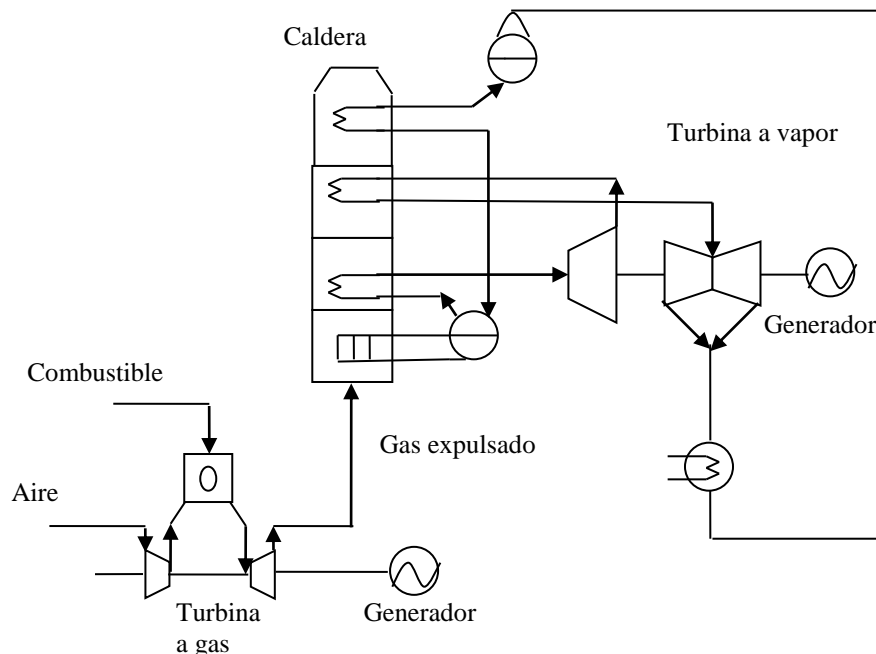 Caldera
Turbina a vapor
Generador
Combustible
Gas expulsado
Aire
Turbina
a gas
Generador